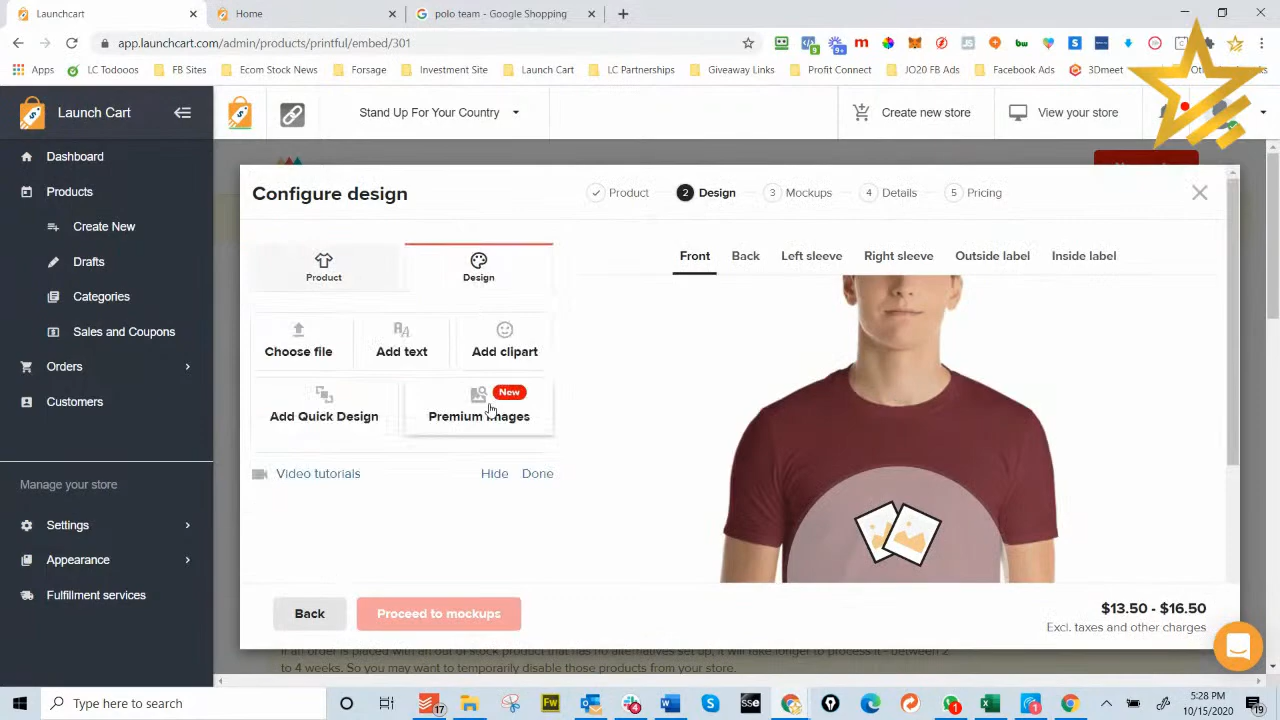 Launchcart
Home
polo team - Google Shopping
app.launchcart.com/admin/products/printful/embed/301
Apps
LC Todooos
FB Sites
Ecom Stock News
Forsage
Investment Site
Launch Cart
LC Partnerships
Giveaway Links
Profit Connect
JO20 FB Ads
Facebook Ads
3Dmeet
Launch Cart
Stand Up For Your Country
Create new store
View your store
Dashboard
Products
Create New
Drafts
Categories
Sales and Coupons
Orders
Customers
Manage your store
Settings
Appearance
Fulfillment services
Configure design
Product
2 Design
3 Mockups
4 Details
5 Pricing
Product
Design
Front
Back
Left sleeve
Right sleeve
Outside label
Inside label
Choose file
Add text
Add clipart
Add Quick Design
New
Premium Images
Video tutorials
Hide
Done
Back
Proceed to mockups
$13.50 - $16.50
Excl. taxes and other charges
If an order is placed with an out of stock product that has no alternatives set up, it will take longer to process it - between 2
to 4 weeks. So you may want to temporarily disable those products from your store.
Type here to search
17
5:28 PM
10/15/2020
19